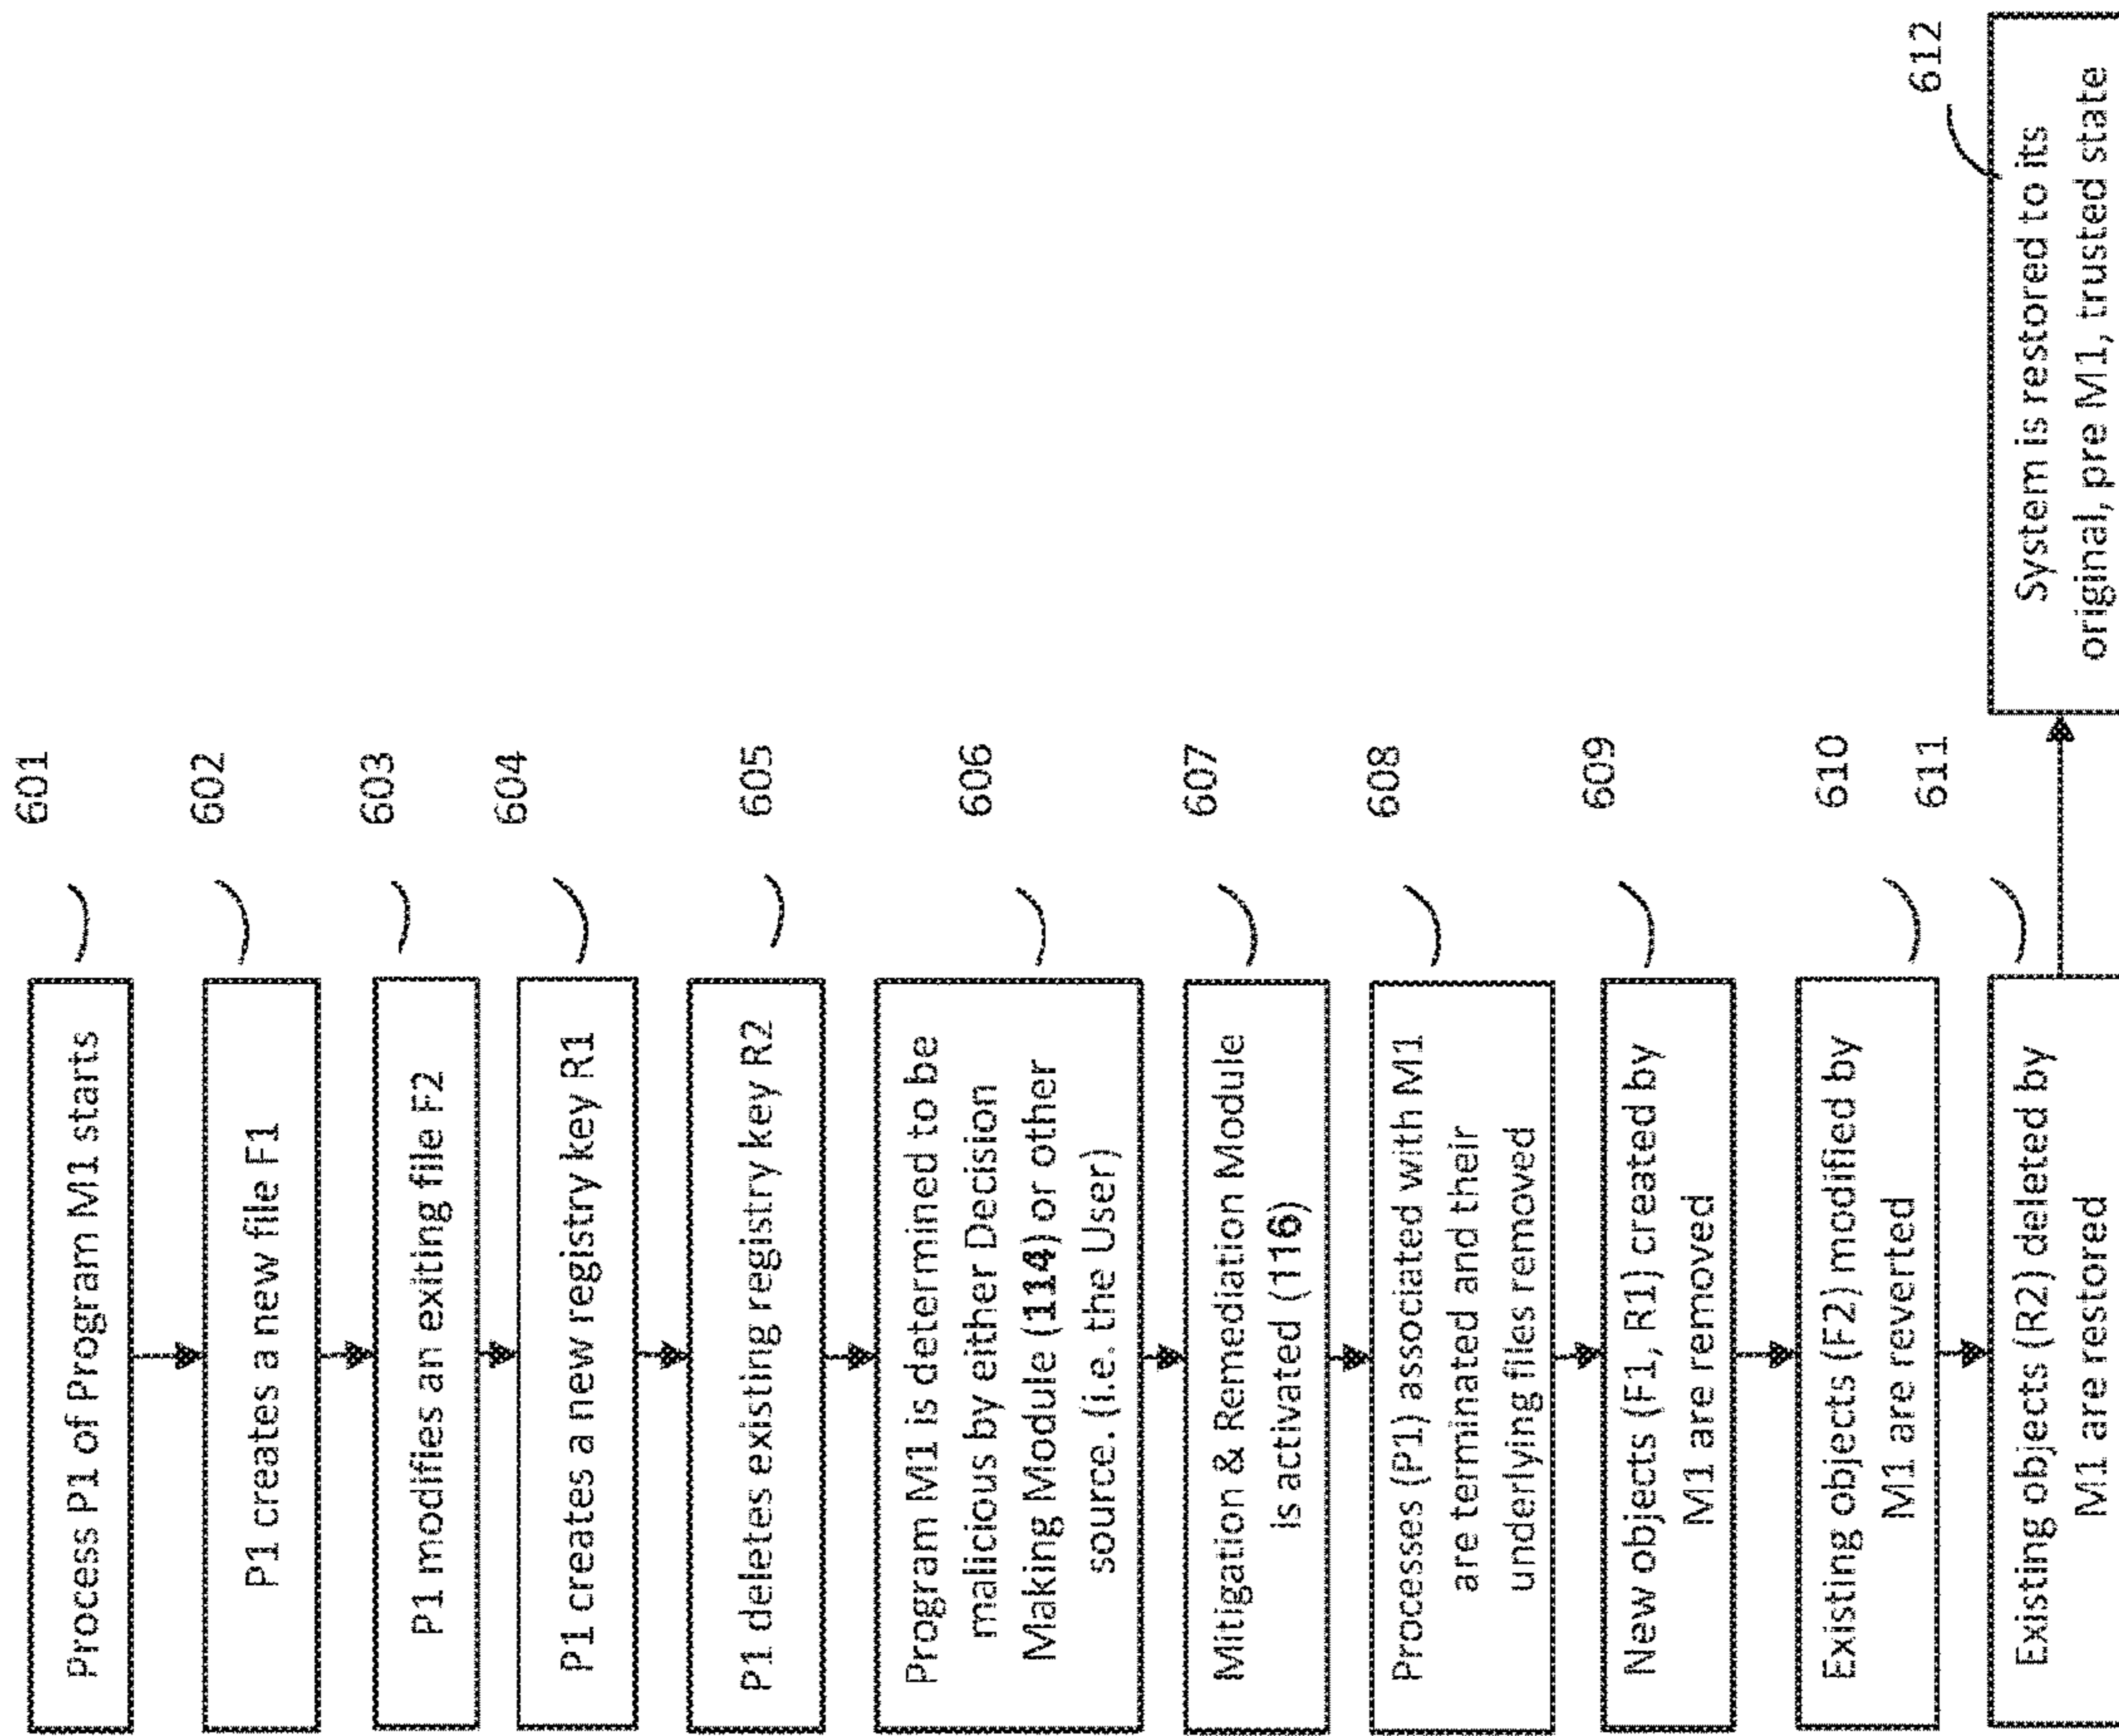 601
Process P1 of Program M1 starts
602
P1 creates a new file F1
603
P1 modifies an exiting file F2
604
P1 creates a new registry key R1
605
P1 deletes existing registry key R2
606
Program M1 is determined to be
malicious by either Decision
Making Module (114) or other
source. (i.e. the User)
607
Mitigation & Remediation Module
is activated (116)
608
Processes (P1) associated with M1
are terminated and their
underlying files removed
609
New objects (F1, R1) created by
M1 are removed
610
Existing objects (F2) modified by
M1 are reverted
611
Existing objects (R2) deleted by
M1 are restored
612
System is restored to its
original, pre M1, trusted state